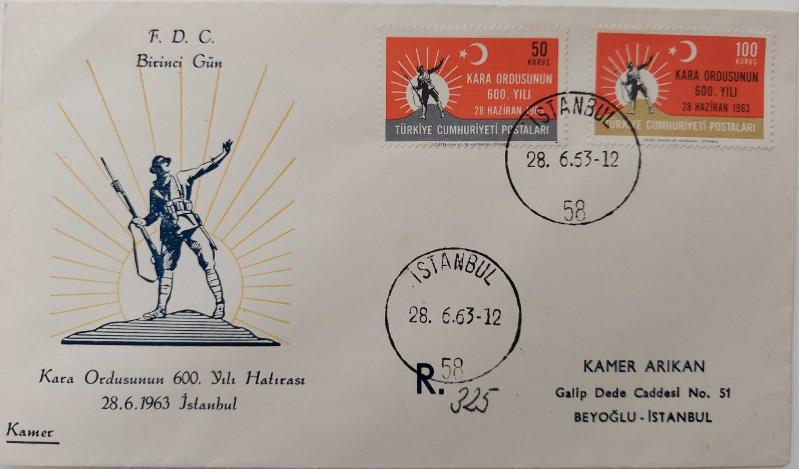 F. D. C.
Birinci Gün
50
KURUŞ
KARA ORDUSUNUN
600. YILI
28 HAZİRAN 1963
TÜRKİYE CUMHURİYETİ POSTALARI
100
KURUŞ
KARA ORDUSUNUN
600. YILI
28 HAZİRAN 1963
TÜRKİYE CUMHURİYETİ POSTALARI
İSTANBUL
28. 6.63-12
58
İSTANBUL
28. 6.63-12
58
R. 325
Kara Ordusunun 600. Yılı Hatırası
28.6.1963 İstanbul
Kamer
KAMER ARIKAN
Galip Dede Caddesi No. 51
BEYOĞLU - İSTANBUL